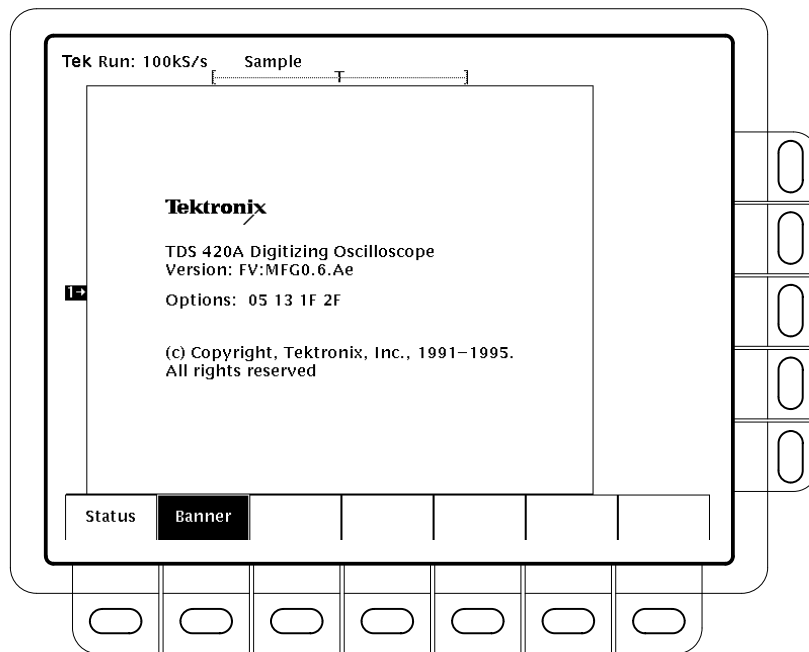 Tek Run: 100kS/s Sample
[ T ]
Tektronix
TDS 420A Digitizing Oscilloscope
Version: FV:MFG0.6.Ae
1→
Options: 05 13 1F 2F
(c) Copyright, Tektronix, Inc., 1991–1995.
All rights reserved
Status Banner